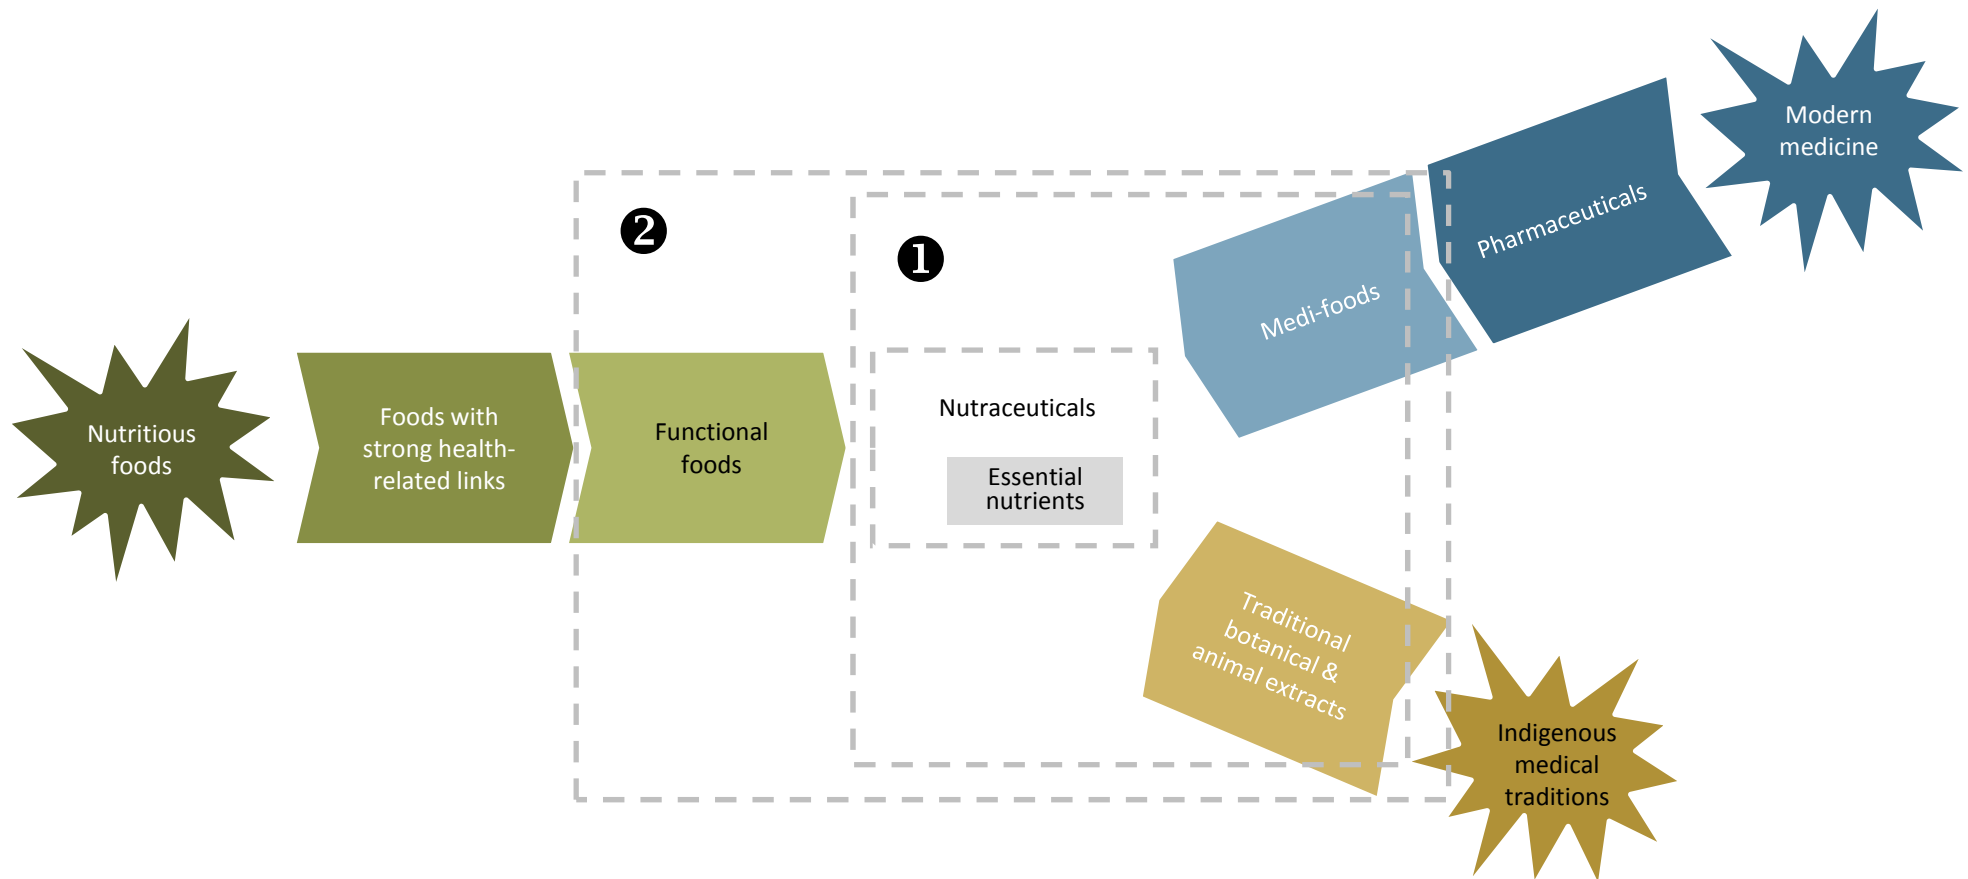 Nutritious
foods
Foods with
strong health-
related links
❷
Functional
foods
❶
Nutraceuticals
Essential
nutrients
Medi-foods
Pharmaceuticals
Modern
medicine
Traditional
botanical &
animal extracts
Indigenous
medical
traditions